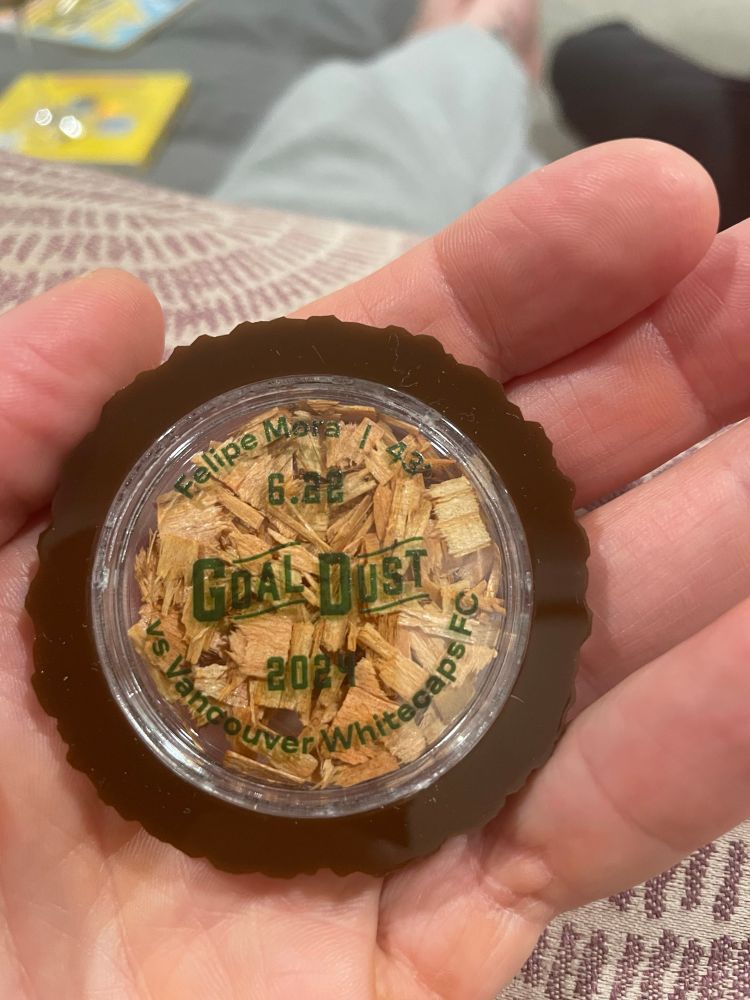 Felipe Mora | 43'
6.22
GOAL DUST
2024
vs Vancouver Whitecaps FC